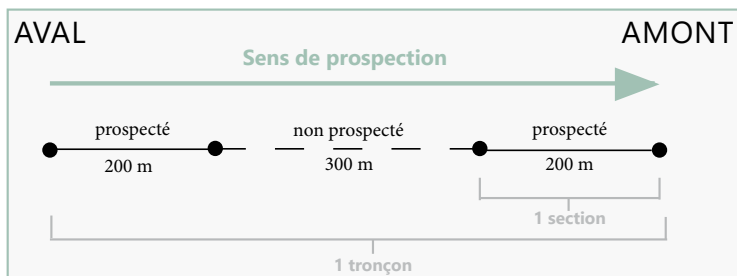 AVAL
AMONT
Sens de prospection
prospecté
non prospecté
prospecté
200 m
300 m
200 m
1 section
1 tronçon